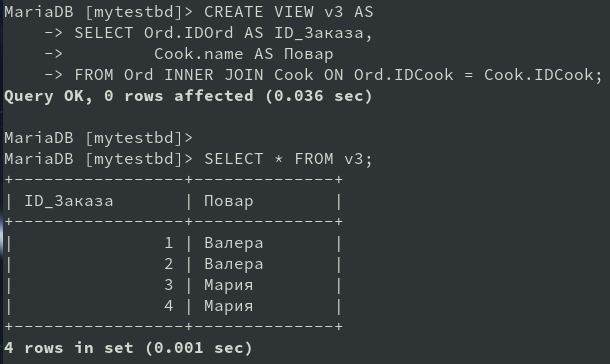 MariaDB [mytestbd]> CREATE VIEW v3 AS
    -> SELECT Ord.IDOrd AS ID_Заказа,
    ->        Cook.name AS Повар
    -> FROM Ord INNER JOIN Cook ON Ord.IDCook = Cook.IDCook;
Query OK, 0 rows affected (0.036 sec)

MariaDB [mytestbd]>
MariaDB [mytestbd]> SELECT * FROM v3;
+-----------------+--------------+
| ID_Заказа       | Повар        |
+-----------------+--------------+
|               1 | Валера       |
|               2 | Валера       |
|               3 | Мария        |
|               4 | Мария        |
+-----------------+--------------+
4 rows in set (0.001 sec)